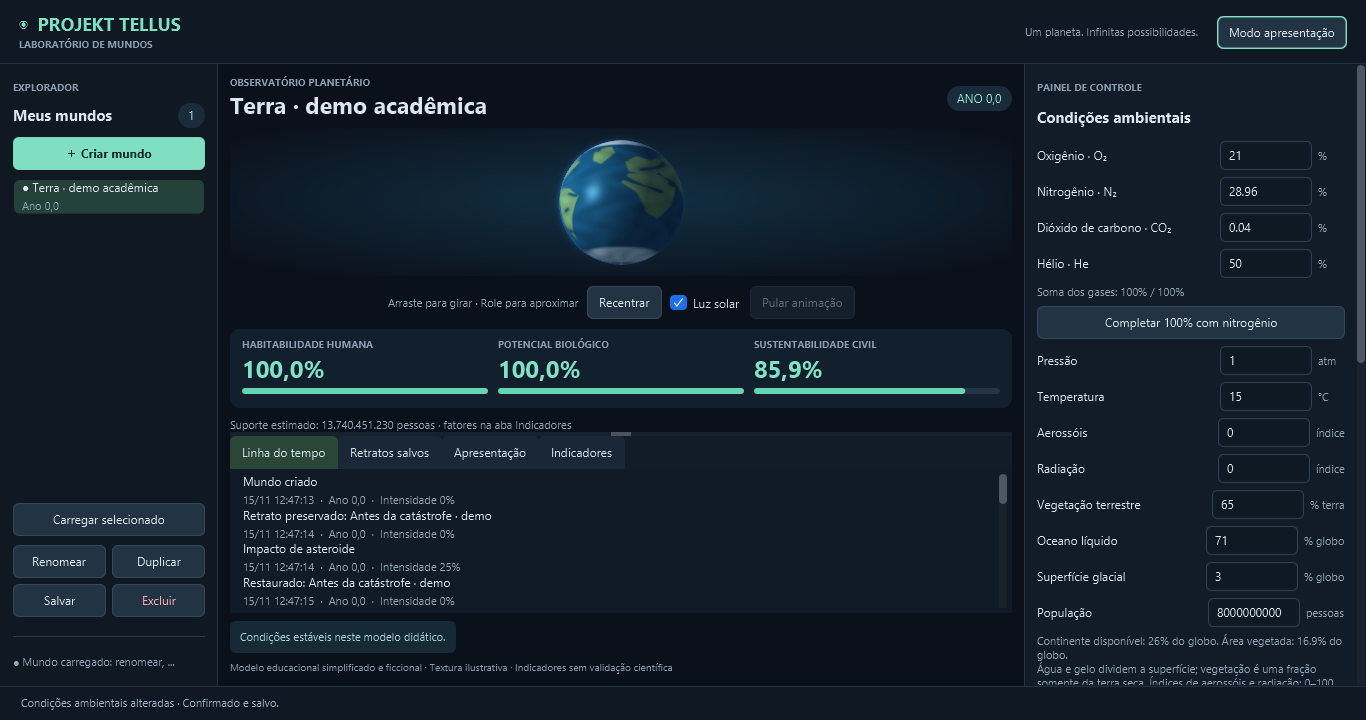 PROJEKT TELLUS
LABORATÓRIO DE MUNDOS
Um planeta. Infinitas possibilidades.
Modo apresentação
EXPLORADOR
Meus mundos
1
+ Criar mundo
● Terra · demo acadêmica
Ano 0,0
Carregar selecionado
Renomear
Duplicar
Salvar
Excluir
● Mundo carregado: renomear, ...
OBSERVATÓRIO PLANETÁRIO
Terra · demo acadêmica
ANO 0,0
Arraste para girar · Role para aproximar
Recentrar
Luz solar
Pular animação
HABITABILIDADE HUMANA
100,0%
POTENCIAL BIOLÓGICO
100,0%
SUSTENTABILIDADE CIVIL
85,9%
Suporte estimado: 13.740.451.230 pessoas · fatores na aba Indicadores
Linha do tempo
Retratos salvos
Apresentação
Indicadores
Mundo criado
15/11 12:47:13 · Ano 0,0 · Intensidade 0%
Retrato preservado: Antes da catástrofe · demo
15/11 12:47:14 · Ano 0,0 · Intensidade 0%
Impacto de asteroide
15/11 12:47:14 · Ano 0,0 · Intensidade 25%
Restaurado: Antes da catástrofe · demo
15/11 12:47:15 · Ano 0,0 · Intensidade 0%
Condições estáveis neste modelo didático.
Modelo educacional simplificado e ficcional · Textura ilustrativa · Indicadores sem validação científica
PAINEL DE CONTROLE
Condições ambientais
Oxigênio · O₂ 21 %
Nitrogênio · N₂ 28.96 %
Dióxido de carbono · CO₂ 0.04 %
Hélio · He 50 %
Soma dos gases: 100% / 100%
Completar 100% com nitrogênio
Pressão 1 atm
Temperatura 15 °C
Aerossóis 0 índice
Radiação 0 índice
Vegetação terrestre 65 % terra
Oceano líquido 71 % globo
Superfície glacial 3 % globo
População 8000000000 pessoas
Continente disponível: 26% do globo. Área vegetada: 16.9% do
globo.
Água e gelo dividem a superfície; vegetação é uma fração
somente da terra seca. Índices de aerossóis e radiação: 0–100
Condições ambientais alteradas · Confirmado e salvo.